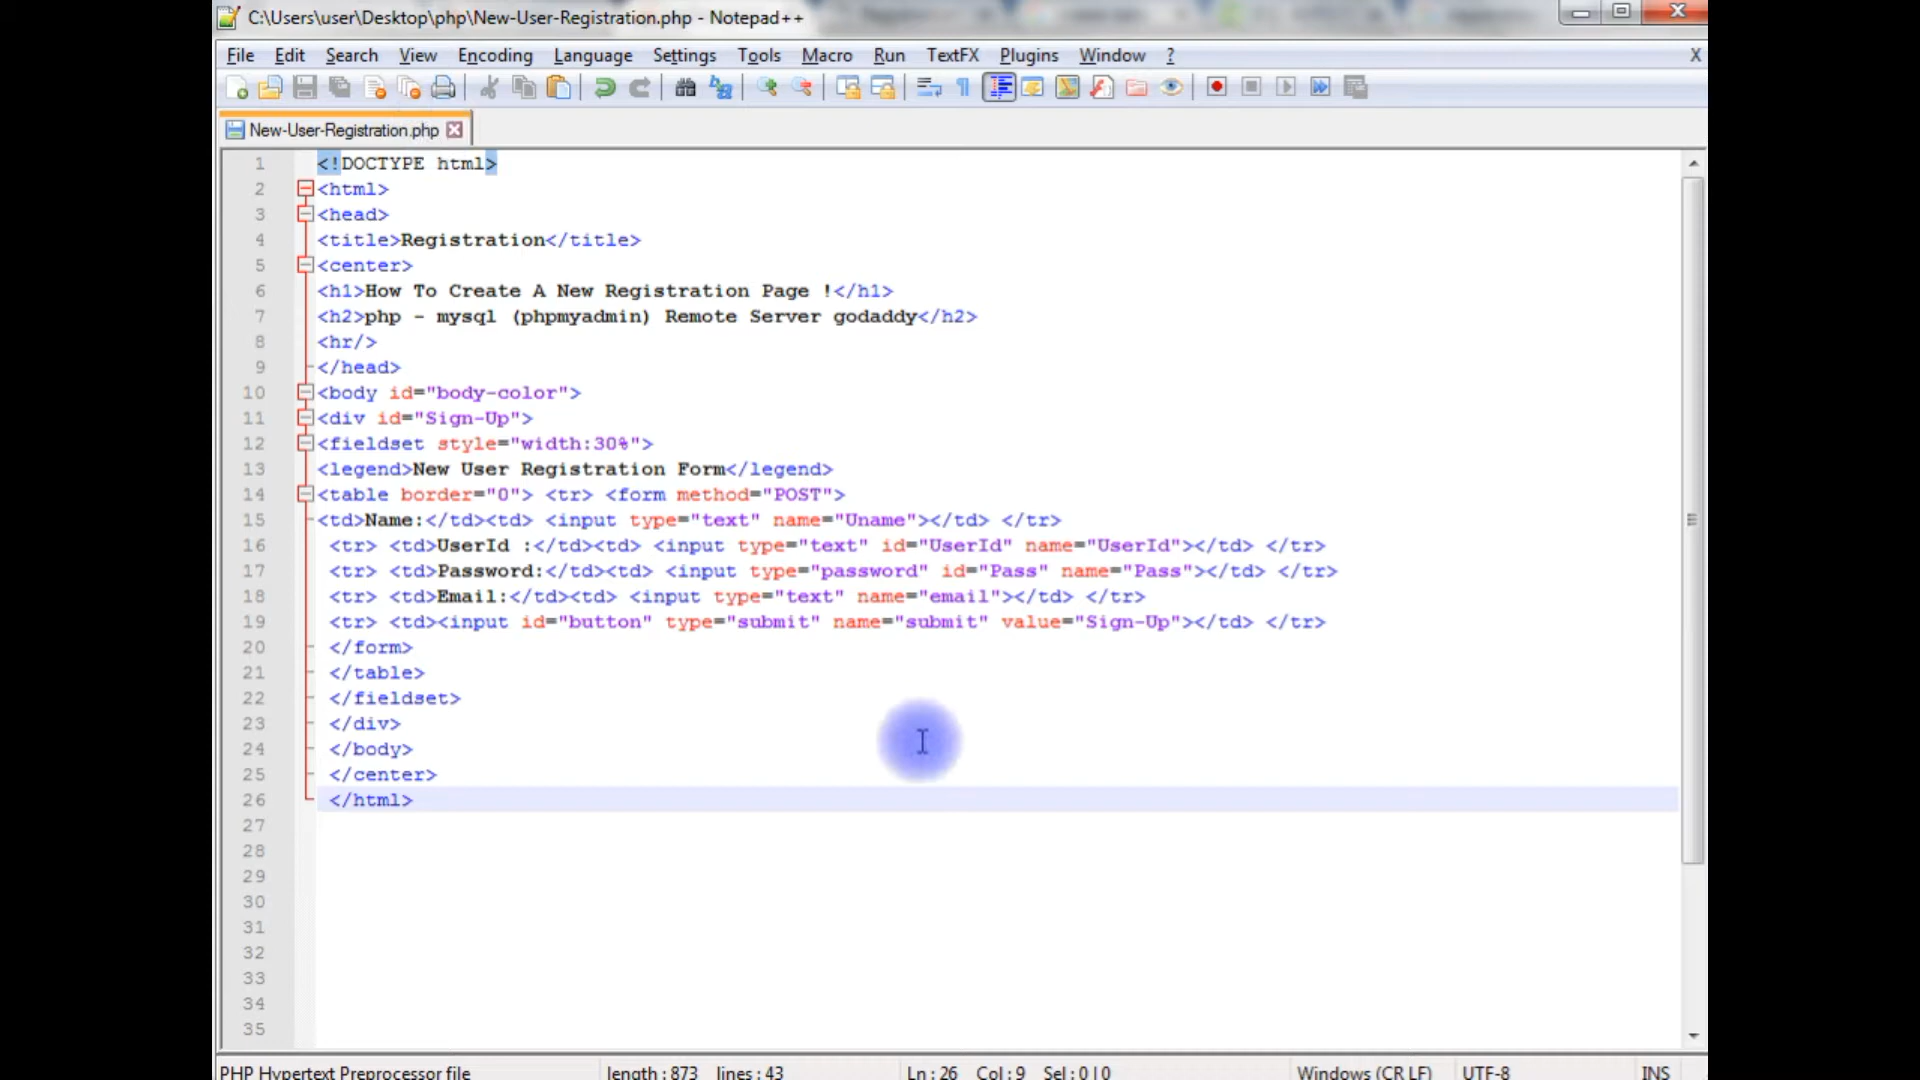 C:\Users\user\Desktop\php\New-User-Registration.php - Notepad++
File Edit Search View Encoding Language Settings Tools Macro Run TextFX Plugins Window ? X
New-User-Registration.php
1 <!DOCTYPE html>
2 <html>
3 <head>
4 <title>Registration</title>
5 <center>
6 <h1>How To Create A New Registration Page !</h1>
7 <h2>php - mysql (phpmyadmin) Remote Server godaddy</h2>
8 <hr/>
9 </head>
10 <body id="body-color">
11 <div id="Sign-Up">
12 <fieldset style="width:30%">
13 <legend>New User Registration Form</legend>
14 <table border="0"> <tr> <form method="POST">
15 <td>Name:</td><td> <input type="text" name="Uname"></td> </tr>
16 <tr> <td>UserId :</td><td> <input type="text" id="UserId" name="UserId"></td> </tr>
17 <tr> <td>Password:</td><td> <input type="password" id="Pass" name="Pass"></td> </tr>
18 <tr> <td>Email:</td><td> <input type="text" name="email"></td> </tr>
19 <tr> <td><input id="button" type="submit" name="submit" value="Sign-Up"></td> </tr>
20 </form>
21 </table>
22 </fieldset>
23 </div>
24 </body>
25 </center>
26 </html>
27
28
29
30
31
32
33
34
35
PHP Hypertext Preprocessor file length : 873 lines : 43 Ln : 26 Col : 9 Sel : 0 | 0 Windows (CR LF) UTF-8 INS